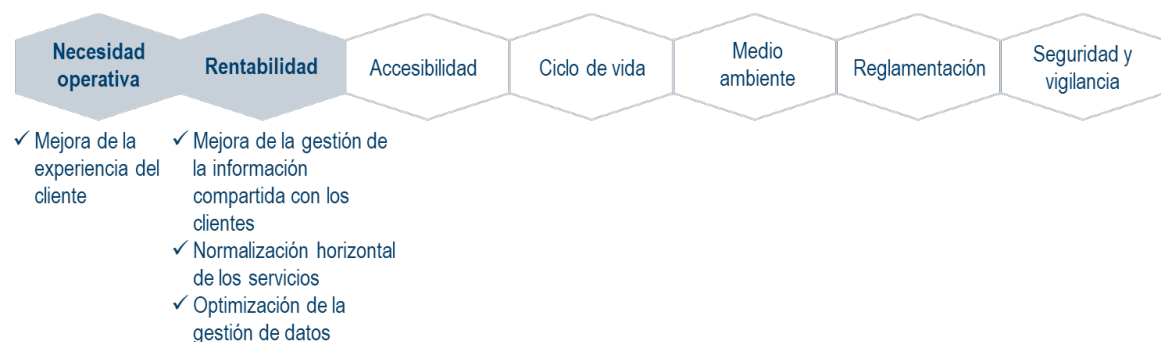 Necesidad
operativa
Rentabilidad
Accesibilidad
Ciclo de vida
Medio
ambiente
Reglamentación
Seguridad y
vigilancia
✓ Mejora de la
experiencia del
cliente
✓ Mejora de la gestión de
la información
compartida con los
clientes
✓ Normalización horizontal
de los servicios
✓ Optimización de la
gestión de datos